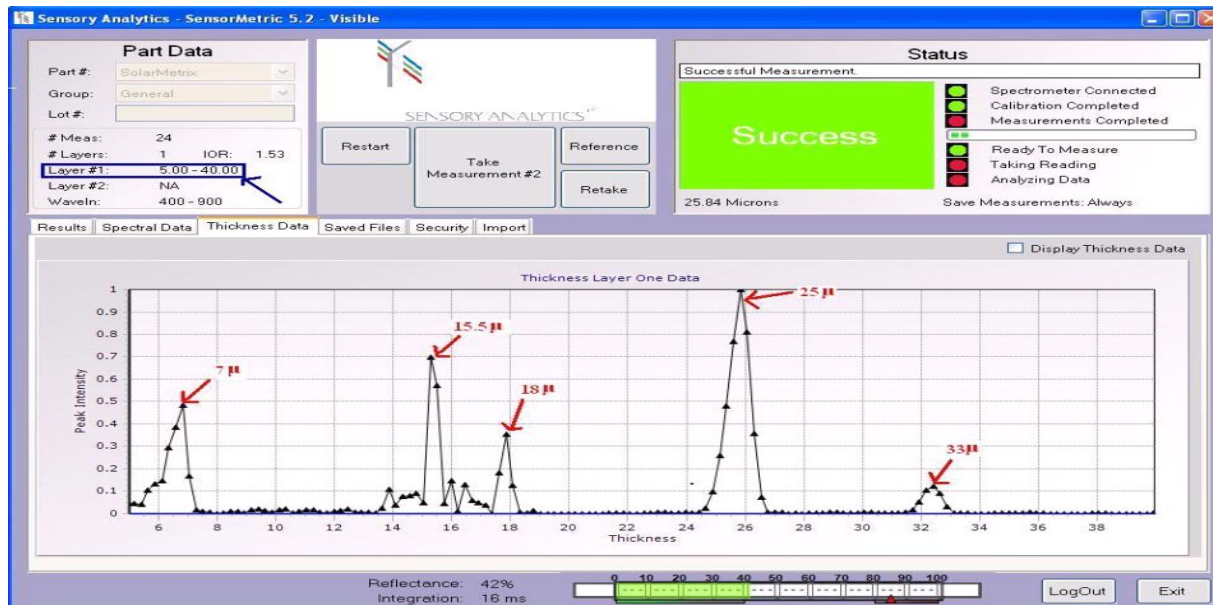 Sensory Analytics - SensorMetric 5.2 - Visible
Part Data
Part #: SolarMetrix
Group: General
Lot #:
# Meas: 24
# Layers: 1 IOR: 1.53
Layer #1: 5.00 - 40.00
Layer #2: NA
Waveln: 400 - 900
SENSORY ANALYTICS
Restart
Take
Measurement #2
Reference
Retake
Status
Successful Measurement.
Success
Spectrometer Connected
Calibration Completed
Measurements Completed
Ready To Measure
Taking Reading
Analyzing Data
25.84 Microns
Save Measurements: Always
Results Spectral Data Thickness Data Saved Files Security Import
Display Thickness Data
Thickness Layer One Data
Peak Intensity
1
0.9
0.8
0.7
0.6
0.5
0.4
0.3
0.2
0.1
0
7µ
15.5µ
18µ
25µ
33µ
6 8 10 12 14 16 18 20 22 24 26 28 30 32 34 36 38
Thickness
Reflectance: 42%
Integration: 16 ms
0 10 20 30 40 50 60 70 80 90 100
LogOut
Exit